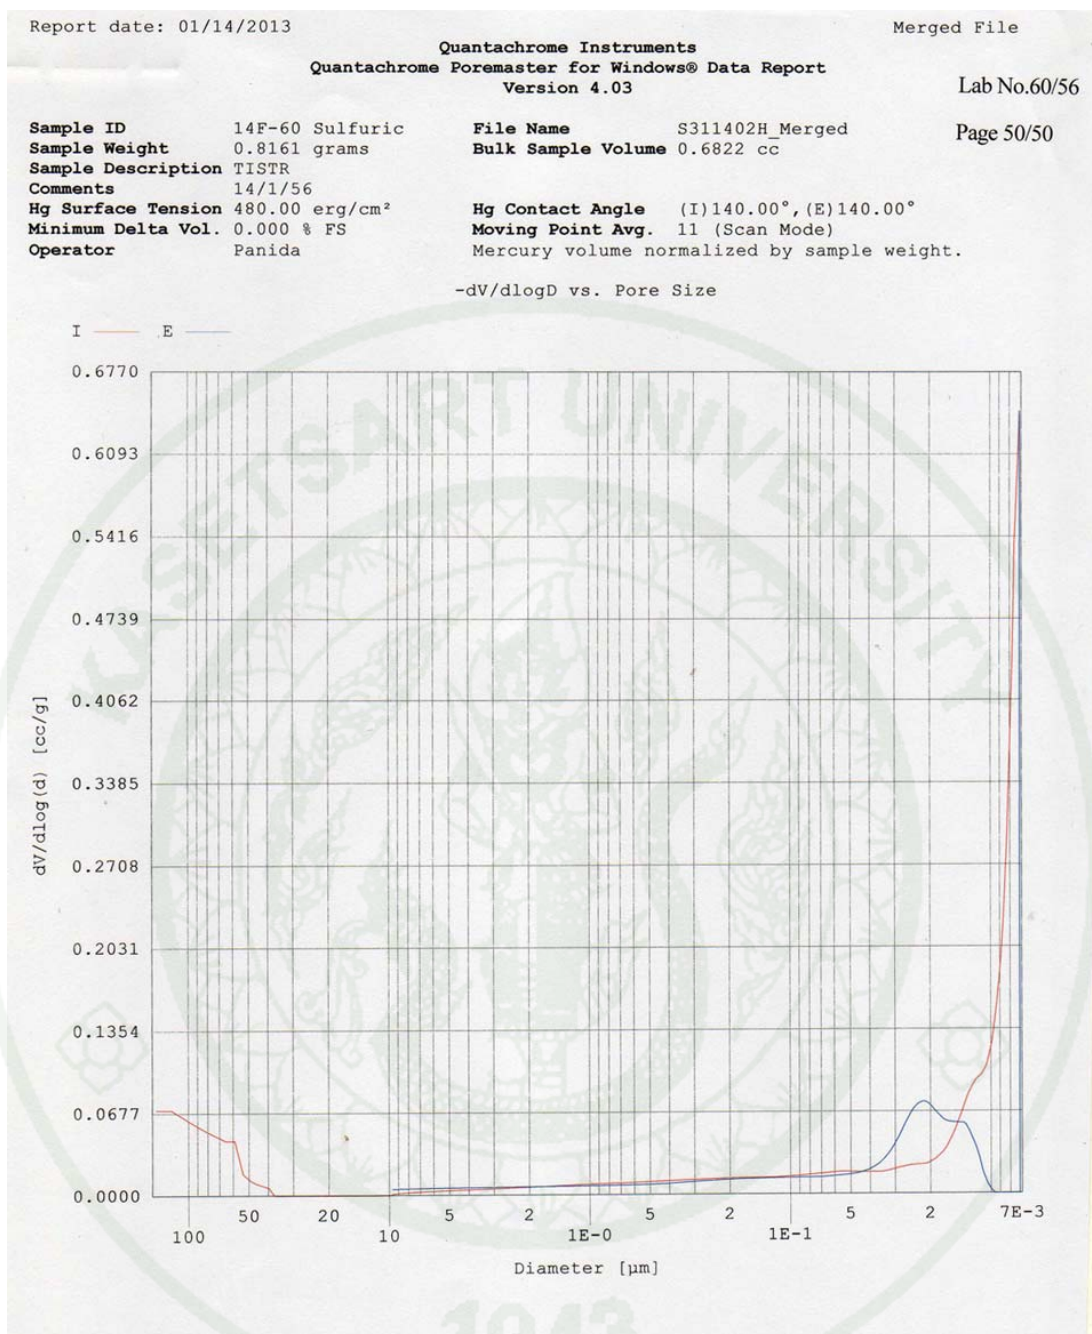 Report date: 01/14/2013 Merged File
Quantachrome Instruments
Quantachrome Poremaster for Windows® Data Report
Version 4.03
Lab No.60/56
Sample ID 14F-60 Sulfuric File Name S311402H_Merged
Page 50/50
Sample Weight 0.8161 grams Bulk Sample Volume 0.6822 cc
Sample Description TISTR
Comments 14/1/56
Hg Surface Tension 480.00 erg/cm² Hg Contact Angle (I)140.00°,(E)140.00°
Minimum Delta Vol. 0.000 % FS Moving Point Avg. 11 (Scan Mode)
Operator Panida Mercury volume normalized by sample weight.
-dV/dlogD vs. Pore Size
I E
0.6770
0.6093
0.5416
0.4739
0.4062
0.3385
0.2708
0.2031
0.1354
0.0677
0.0000
dV/dlog(d) [cc/g]
50 20 5 2 5 2 5 2 7E-3
100 10 1E-0 1E-1
Diameter [µm]
KASETSART UNIVERSITY
1943